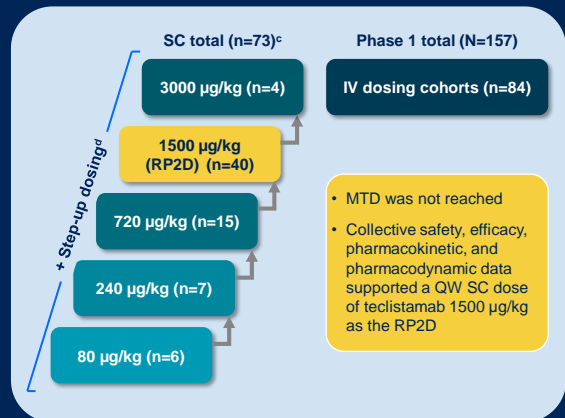 SC total (n=73)ᶜ
Phase 1 total (N=157)
3000 µg/kg (n=4)
IV dosing cohorts (n=84)
1500 µg/kg
(RP2D) (n=40)
720 µg/kg (n=15)
240 µg/kg (n=7)
80 µg/kg (n=6)
+ Step-up dosingᵈ
• MTD was not reached
• Collective safety, efficacy,
pharmacokinetic, and
pharmacodynamic data
supported a QW SC dose
of teclistamab 1500 µg/kg
as the RP2D